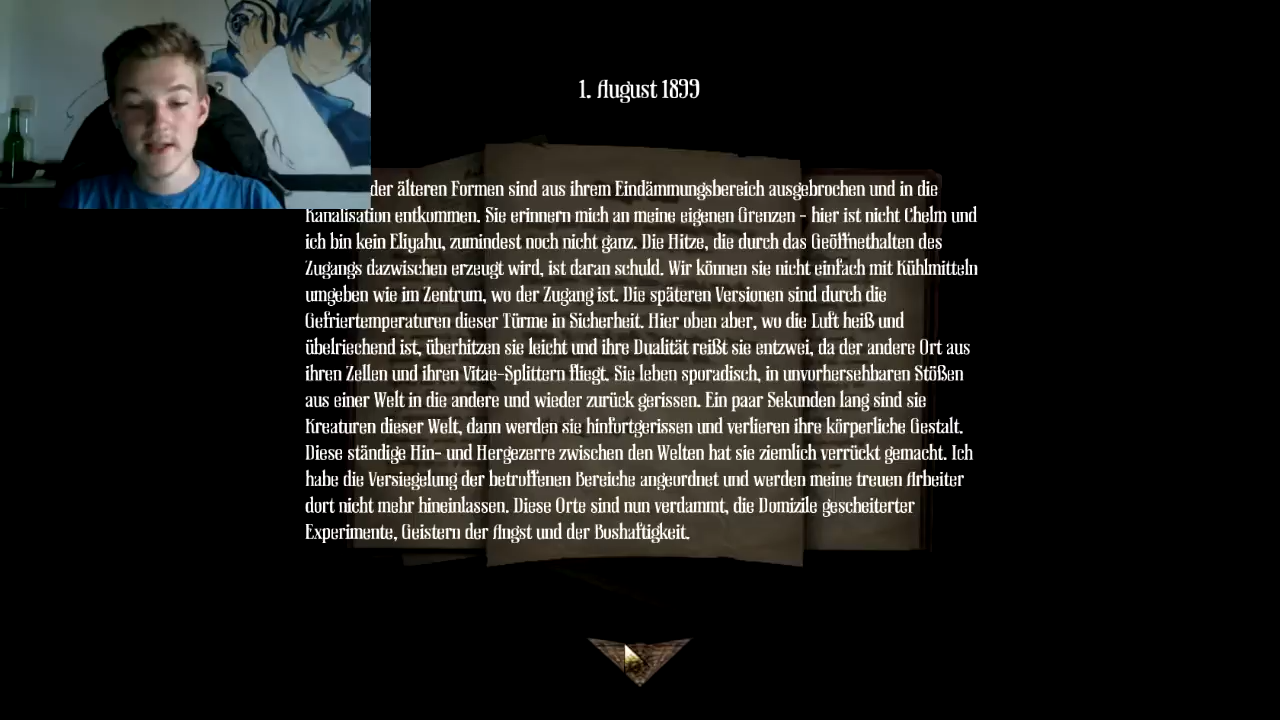 1. August 1899
der älteren Formen sind aus ihrem Eindämmungsbereich ausgebrochen und in die
Kanalisation entkommen. Sie erinnern mich an meine eigenen Grenzen - hier ist nicht Chelm und
ich bin kein Eliyahu, zumindest noch nicht ganz. Die Hitze, die durch das Geöffnethalten des
Zugangs dazwischen erzeugt wird, ist daran schuld. Wir können sie nicht einfach mit Kühlmitteln
umgeben wie im Zentrum, wo der Zugang ist. Die späteren Versionen sind durch die
Gefriertemperaturen dieser Türme in Sicherheit. Hier oben aber, wo die Luft heiß und
übelriechend ist, überhitzen sie leicht und ihre Dualität reißt sie entzwei, da der andere Ort aus
ihren Zellen und ihren Vitae-Splittern fliegt. Sie leben sporadisch, in unvorhersehbaren Stößen
aus einer Welt in die andere und wieder zurück gerissen. Ein paar Sekunden lang sind sie
Kreaturen dieser Welt, dann werden sie hinfortgerissen und verlieren ihre körperliche Gestalt.
Diese ständige Hin- und Hergezerre zwischen den Welten hat sie ziemlich verrückt gemacht. Ich
habe die Versiegelung der betroffenen Bereiche angeordnet und werden meine treuen Arbeiter
dort nicht mehr hineinlassen. Diese Orte sind nun verdammt, die Domizile gescheiterter
Experimente, Geistern der Angst und der Boshaftigkeit.